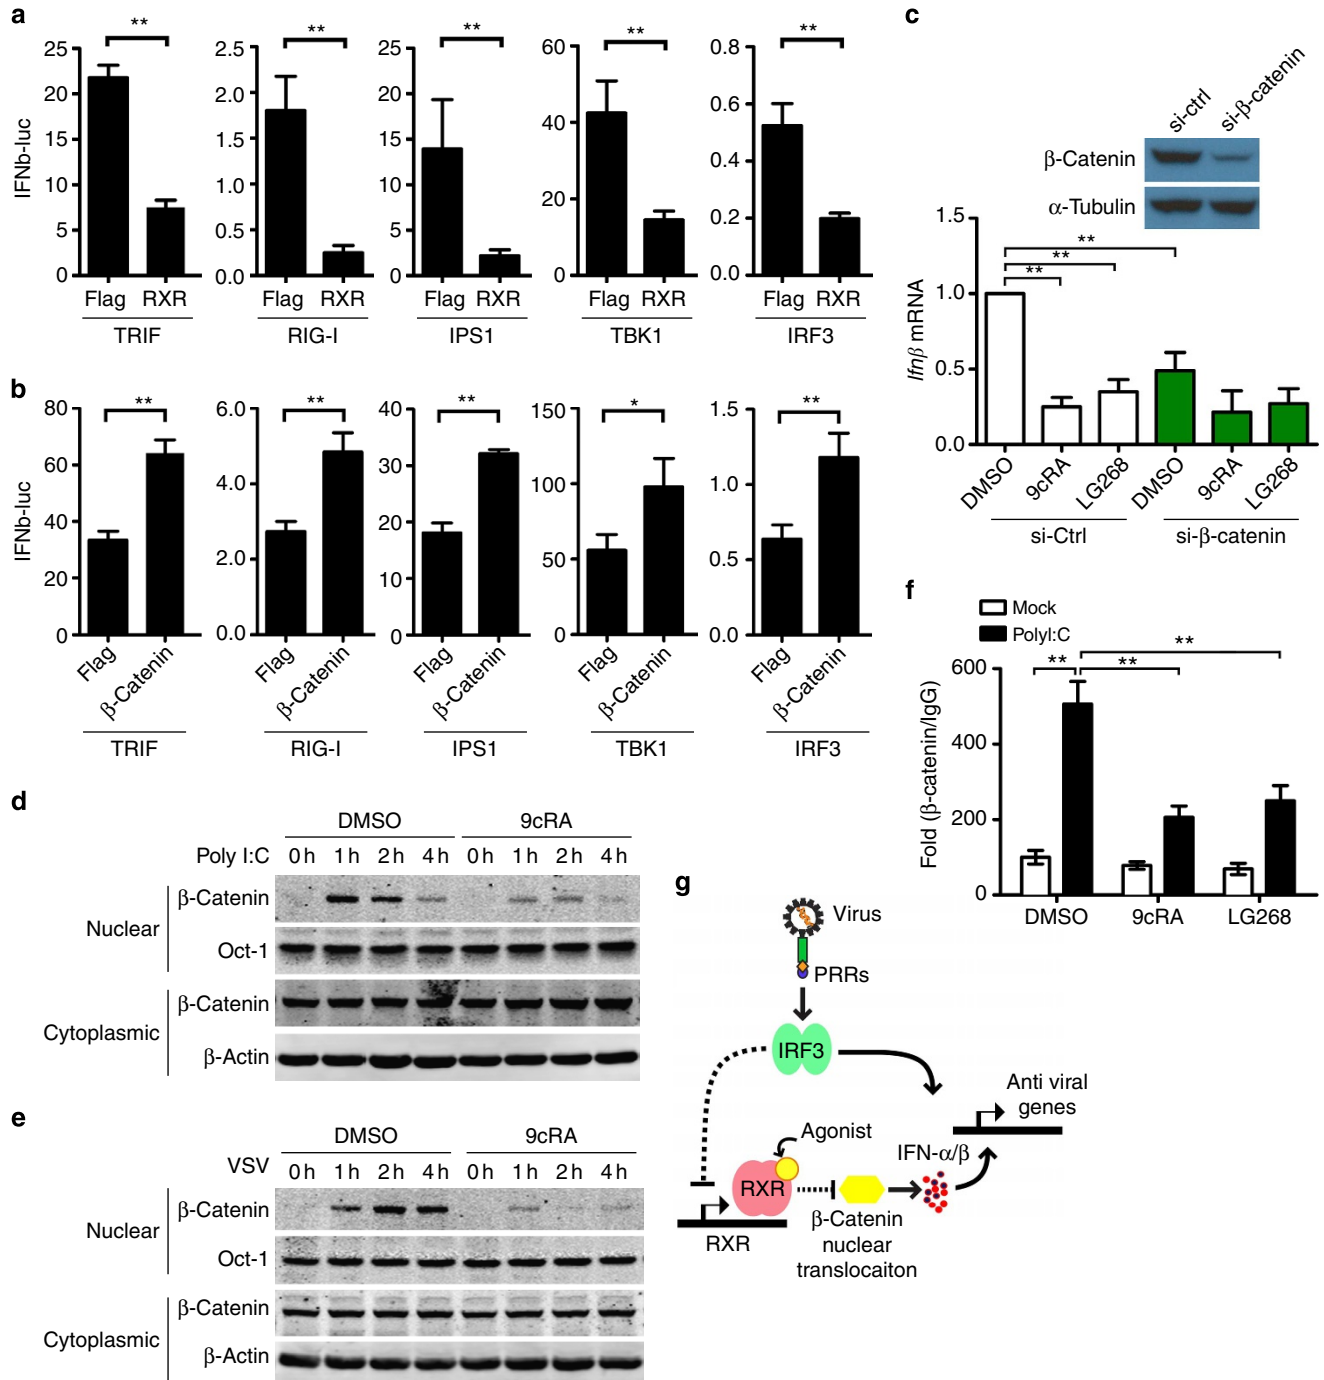 a
**
**
**
**
**
IFNb-luc
25
20
15
10
5
0
2.5
2.0
1.5
1.0
0.5
0.0
25
20
15
10
5
0
60
40
20
0
0.8
0.6
0.4
0.2
0.0
Flag RXR
Flag RXR
Flag RXR
Flag RXR
Flag RXR
TRIF
RIG-I
IPS1
TBK1
IRF3
b
**
**
**
*
**
IFNb-luc
80
60
40
20
0
6.0
4.0
2.0
0.0
40
30
20
10
0
150
100
50
0
1.5
1.0
0.5
0.0
Flag β-Catenin
Flag β-Catenin
Flag β-Catenin
Flag β-Catenin
Flag β-Catenin
TRIF
RIG-I
IPS1
TBK1
IRF3
c
si-ctrl si-β-catenin
β-Catenin
α-Tubulin
Ifnβ mRNA
1.5
1.0
0.5
0.0
**
**
**
DMSO 9cRA LG268 DMSO 9cRA LG268
si-Ctrl
si-β-catenin
d
DMSO 9cRA
Poly I:C 0 h 1 h 2 h 4 h 0 h 1 h 2 h 4 h
Nuclear
β-Catenin
Oct-1
Cytoplasmic
β-Catenin
β-Actin
e
DMSO 9cRA
VSV 0 h 1 h 2 h 4 h 0 h 1 h 2 h 4 h
Nuclear
β-Catenin
Oct-1
Cytoplasmic
β-Catenin
β-Actin
f
Mock
PolyI:C
**
**
**
Fold (β-catenin/IgG)
600
400
200
0
DMSO 9cRA LG268
g
Virus
PRRs
IRF3
Anti viral
genes
Agonist
IFN-α/β
RXR
RXR
β-Catenin
nuclear
translocaiton